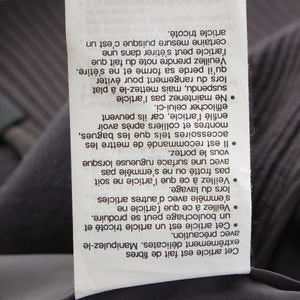 Cet article est fait de fibres
extrêmement délicates. Manipulez-le
avec précaution.
• Cet article est
un boulochage peut se produire.
• Veillez à ce que l'article ne
s'emmêle avec d'autres articles
lors du lavage.
• Veillez à ce que l'article ne soit
pas troué ou ne s'emmêle pas
avec une surface rugueuse lorsque
vous le portez.
• Il est recommandé de mettre les
accessoires tels que les bagues,
montres et colliers après avoir
enfilé l'article, car ils peuvent
effilocher celui-ci.
• Ne maintenez pas l'article
suspendu, mais mettez-le à plat
lors du rangement pour éviter
qu'il perde sa forme et ne s'étire.
Veuillez prendre note du fait que
l'article peut s'étirer dans une
certaine mesure puisque c'est un
article tricoté.